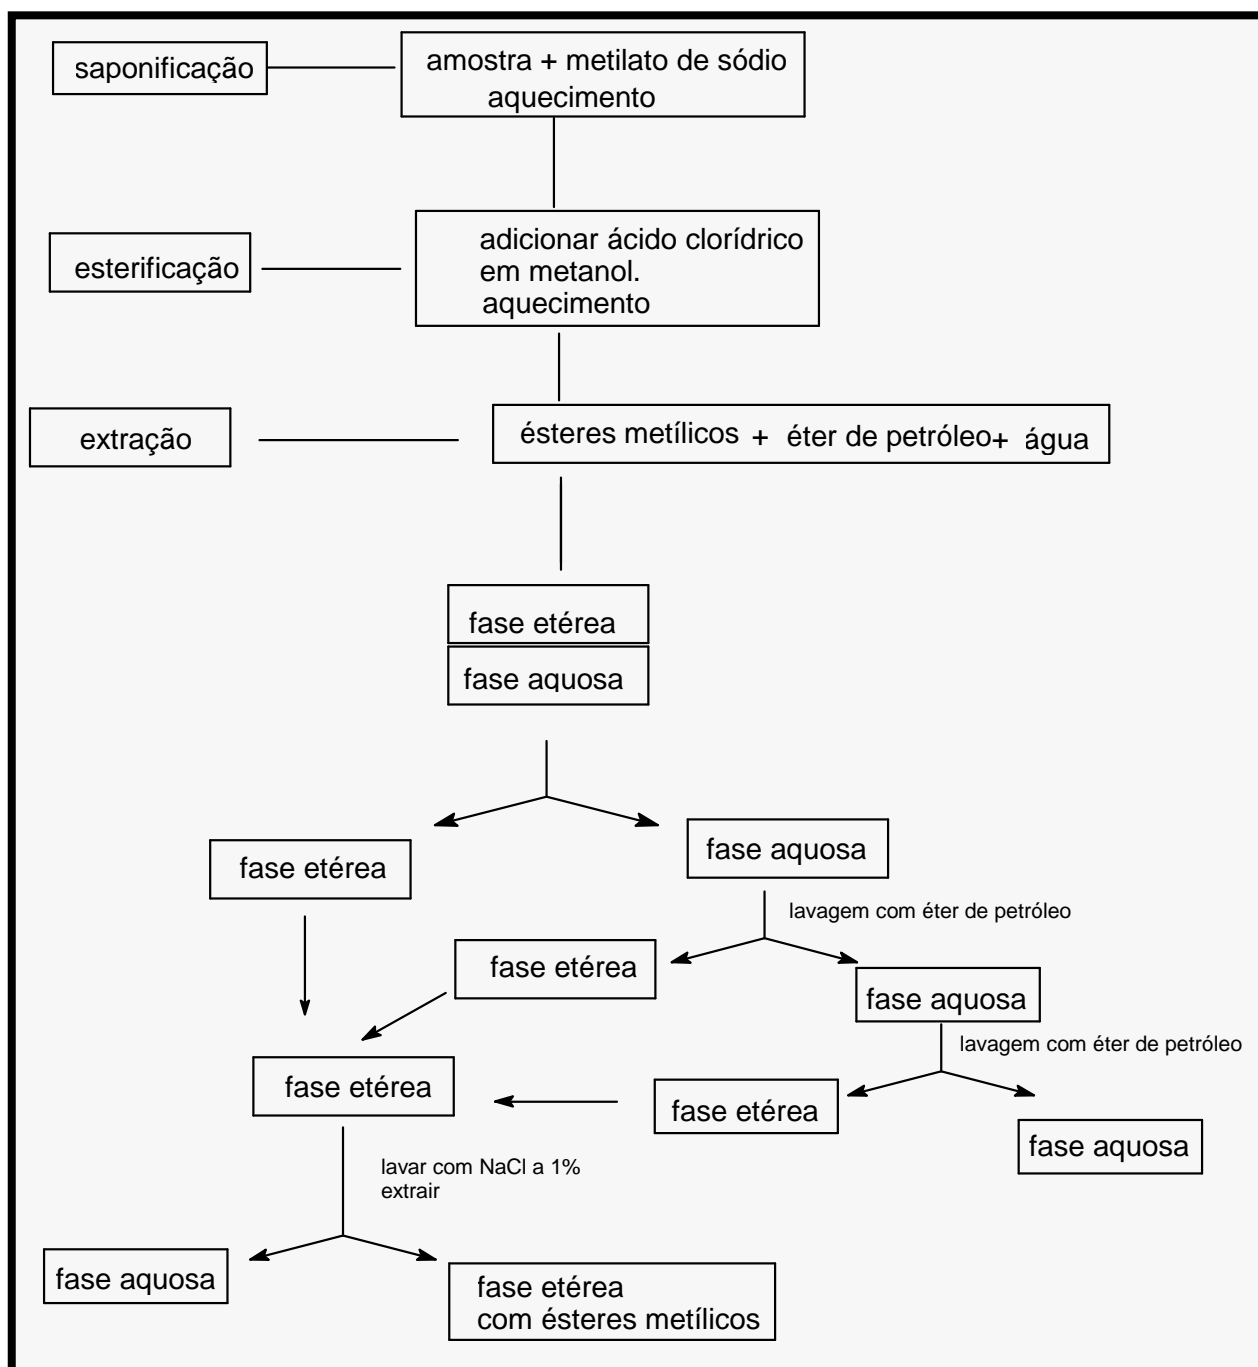 saponificação
amostra + metilato de sódio
aquecimento
esterificação
adicionar ácido clorídrico
em metanol.
aquecimento
extração
ésteres metílicos + éter de petróleo+ água
fase etérea
fase aquosa
fase etérea
fase aquosa
lavagem com éter de petróleo
fase etérea
fase aquosa
lavagem com éter de petróleo
fase etérea
fase etérea
fase aquosa
lavar com NaCl a 1%
extrair
fase aquosa
fase etérea
com ésteres metílicos